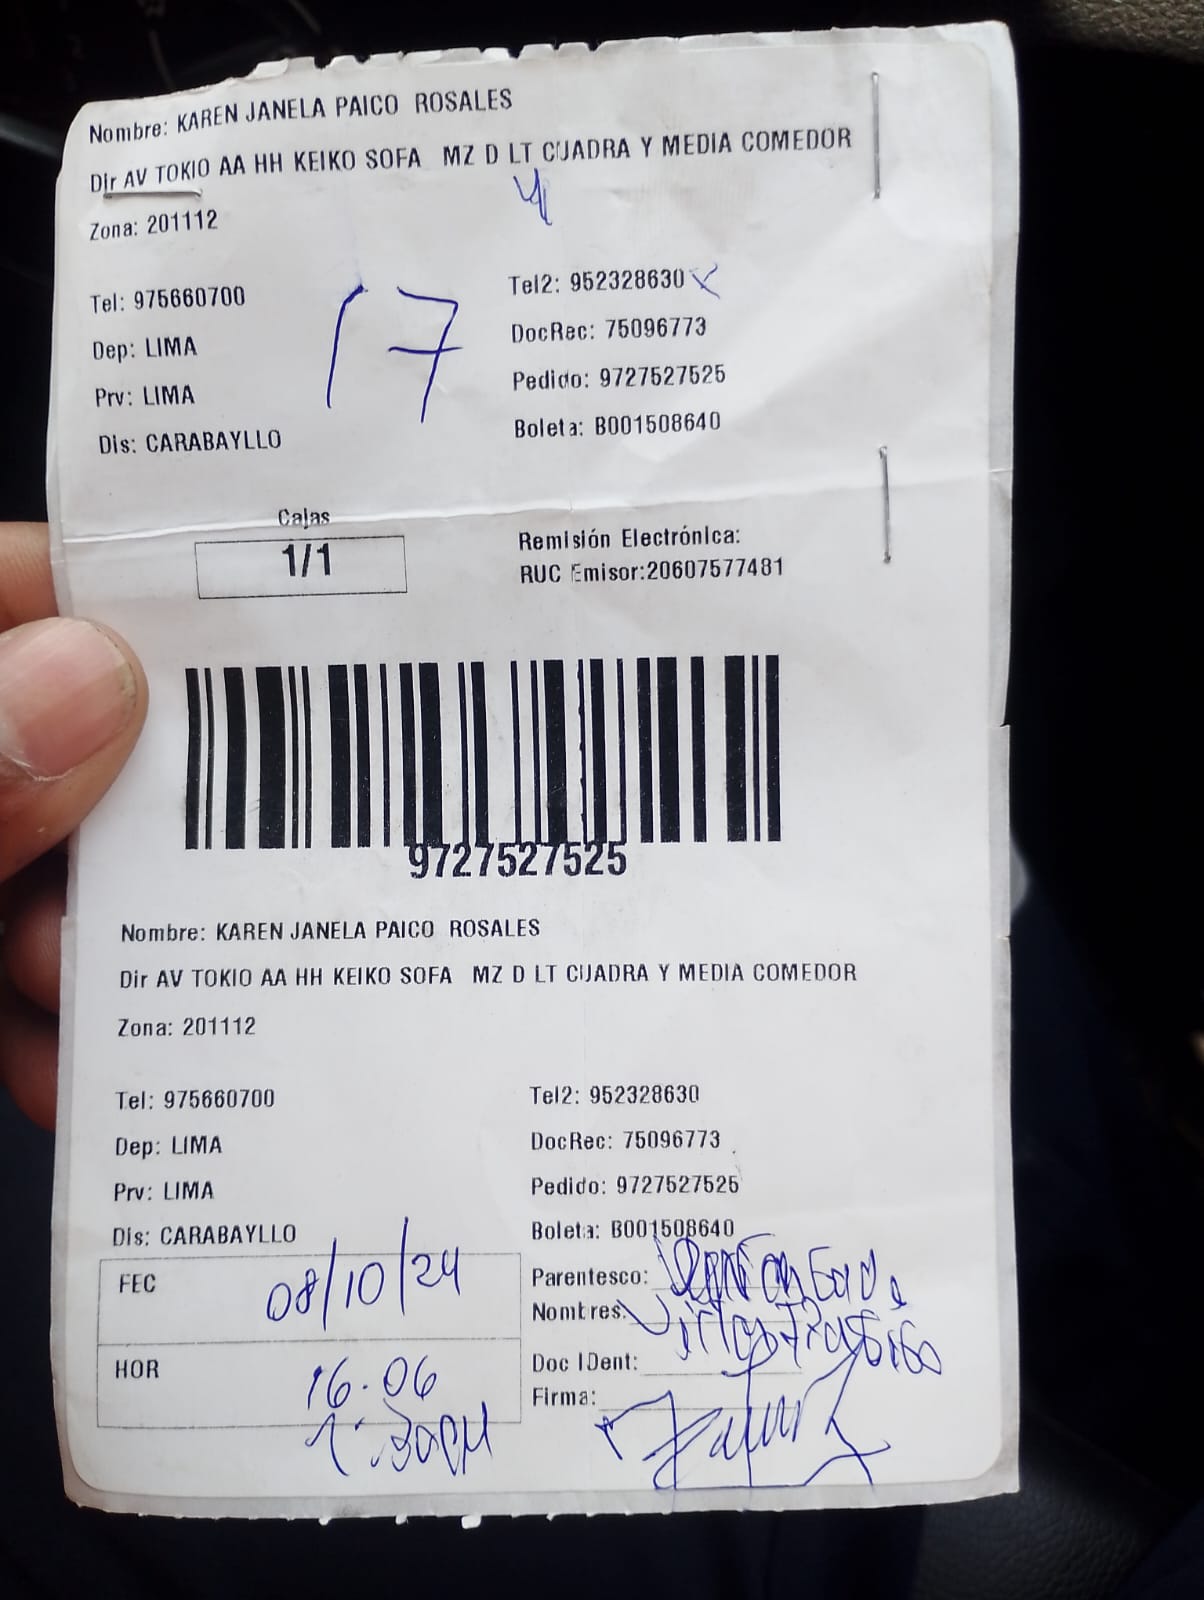 Nombre: KAREN JANELA PAICO ROSALES
Dir AV TOKIO AA HH KEIKO SOFA MZ D LT CUADRA Y MEDIA COMEDOR
Zona: 201112
Tel: 975660700
Tel2: 952328630
17
Dep: LIMA
DocRec: 75096773
Prv: LIMA
Pedido: 9727527525
Dis: CARABAYLLO
Boleta: B001508640
Cajas
1/1
Remisión Electrónica:
RUC Emisor:20607577481
9727527525
Nombre: KAREN JANELA PAICO ROSALES
Dir AV TOKIO AA HH KEIKO SOFA MZ D LT CUADRA Y MEDIA COMEDOR
Zona: 201112
Tel: 975660700
Tel2: 952328630
Dep: LIMA
DocRec: 75096773
Prv: LIMA
Pedido: 9727527525
Dis: CARABAYLLO
Boleta: B001508640
FEC 08/10/24
Parentesco:
Nombres:
HOR 16.06
Doc IDent:
Firma: